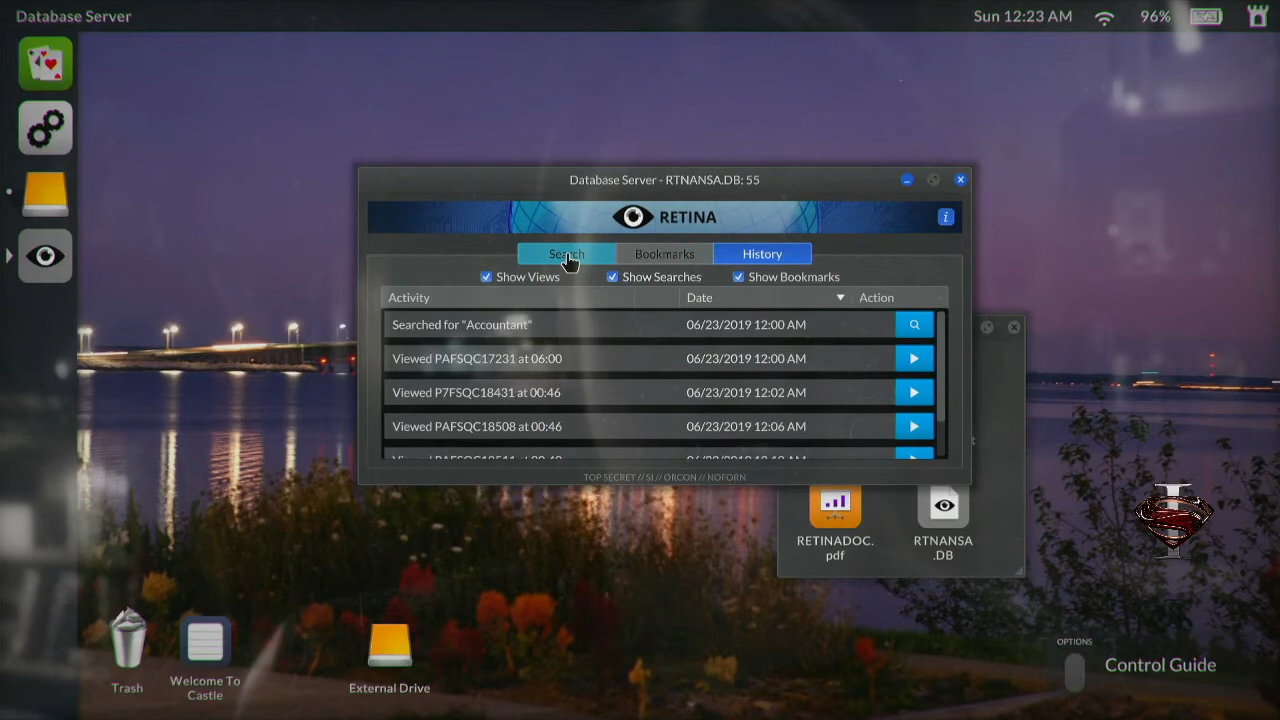 Database Server
Sun 12:23 AM
96%
Database Server - RTNANSA.DB: 55
RETINA
i
Search
Bookmarks
History
Show Views
Show Searches
Show Bookmarks
Activity
Date
Action
Searched for "Accountant"
06/23/2019 12:00 AM
Viewed PAFSQC17231 at 06:00
06/23/2019 12:00 AM
Viewed P7FSQC18431 at 00:46
06/23/2019 12:02 AM
Viewed PAFSQC18508 at 00:46
06/23/2019 12:06 AM
TOP SECRET // SI // ORCON // NOFORN
RETINADOC.
pdf
RTNANSA
.DB
Trash
Welcome To
Castle
External Drive
OPTIONS
Control Guide